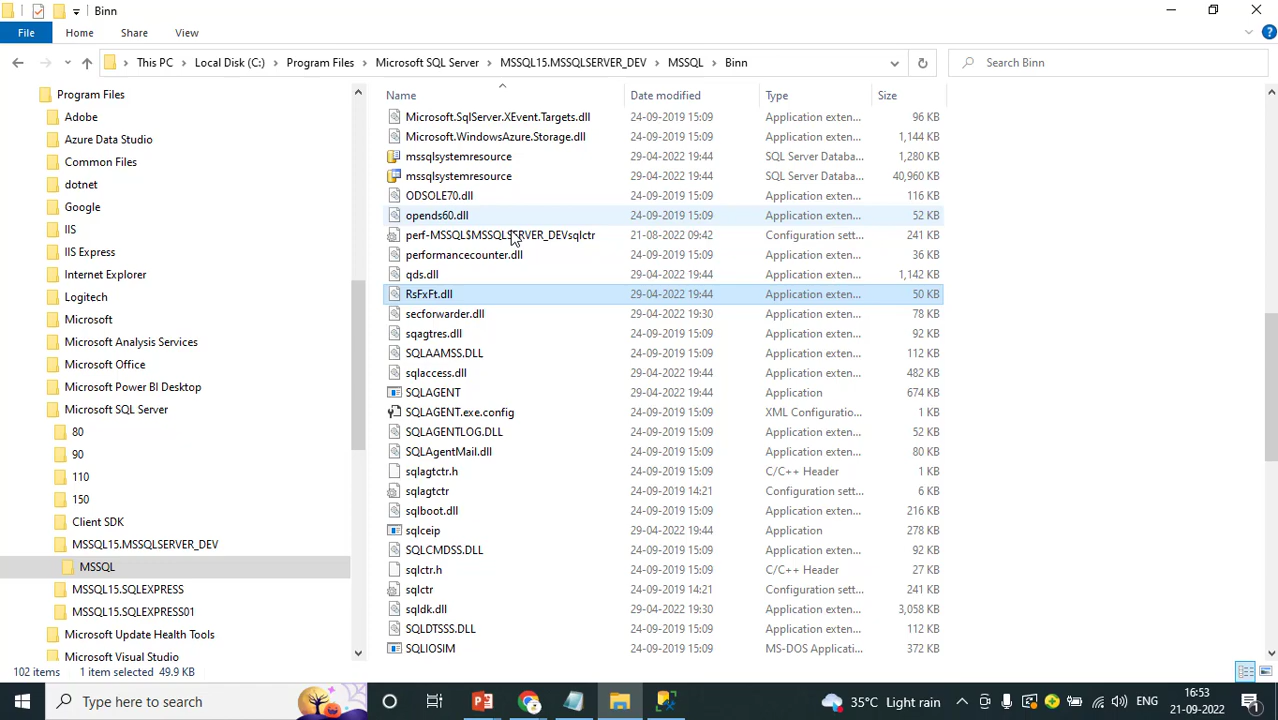 Binn
File Home Share View
This PC Local Disk (C:) Program Files Microsoft SQL Server MSSQL15.MSSQLSERVER_DEV MSSQL Binn
Search Binn
Name Date modified Type Size
Program Files
Adobe
Azure Data Studio
Common Files
dotnet
Google
IIS
IIS Express
Internet Explorer
Logitech
Microsoft
Microsoft Analysis Services
Microsoft Office
Microsoft Power BI Desktop
Microsoft SQL Server
80
90
110
150
Client SDK
MSSQL15.MSSQLSERVER_DEV
MSSQL
MSSQL15.SQLEXPRESS
MSSQL15.SQLEXPRESS01
Microsoft Update Health Tools
Microsoft Visual Studio
Microsoft.SqlServer.XEvent.Targets.dll 24-09-2019 15:09 Application exten... 96 KB
Microsoft.WindowsAzure.Storage.dll 24-09-2019 15:09 Application exten... 1,144 KB
mssqlsystemresource 29-04-2022 19:44 SQL Server Databa... 1,280 KB
mssqlsystemresource 29-04-2022 19:44 SQL Server Databa... 40,960 KB
ODSOLE70.dll 24-09-2019 15:09 Application exten... 116 KB
opends60.dll 24-09-2019 15:09 Application exten... 52 KB
perf-MSSQL$MSSQLSERVER_DEVsqlctr 21-08-2022 09:42 Configuration sett... 241 KB
performancecounter.dll 24-09-2019 15:09 Application exten... 36 KB
qds.dll 29-04-2022 19:44 Application exten... 1,142 KB
RsFxFt.dll 29-04-2022 19:44 Application exten... 50 KB
secforwarder.dll 29-04-2022 19:30 Application exten... 78 KB
sqagtres.dll 24-09-2019 15:09 Application exten... 92 KB
SQLAAMSS.DLL 24-09-2019 15:09 Application exten... 112 KB
sqlaccess.dll 24-09-2019 15:09 Application exten... 482 KB
SQLAGENT 29-04-2022 19:44 Application 674 KB
SQLAGENT.exe.config 24-09-2019 15:09 XML Configuratio... 1 KB
SQLAGENTLOG.DLL 24-09-2019 15:09 Application exten... 52 KB
SQLAgentMail.dll 24-09-2019 15:09 Application exten... 80 KB
sqlagtctr.h 24-09-2019 15:09 C/C++ Header 1 KB
sqlagtctr 24-09-2019 14:21 Configuration sett... 6 KB
sqlboot.dll 24-09-2019 15:09 Application exten... 216 KB
sqlceip 29-04-2022 19:44 Application 278 KB
SQLCMDSS.DLL 24-09-2019 15:09 Application exten... 92 KB
sqlctr.h 24-09-2019 15:09 C/C++ Header 27 KB
sqlctr 24-09-2019 14:21 Configuration sett... 241 KB
sqldk.dll 29-04-2022 19:30 Application exten... 3,058 KB
SQLDTSSS.DLL 24-09-2019 15:09 Application exten... 112 KB
SQLIOSIM 24-09-2019 15:09 MS-DOS Applicati... 372 KB
102 items 1 item selected 49.9 KB
Type here to search
35°C Light rain
ENG
16:53
21-09-2022
1